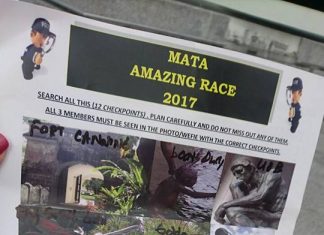 MATA
AMAZING RACE
2017
SEARCH ALL THIS (12 CHECKPOINTS) , PLAN CAREFULLY AND DO NOT MISS OUT ANY OF THEM.
ALL 3 MEMBERS MUST BE SEEN IN THE PHOTO/WEFIE WITH THE CORRECT CHECKPOINTS.
FORT CANNING